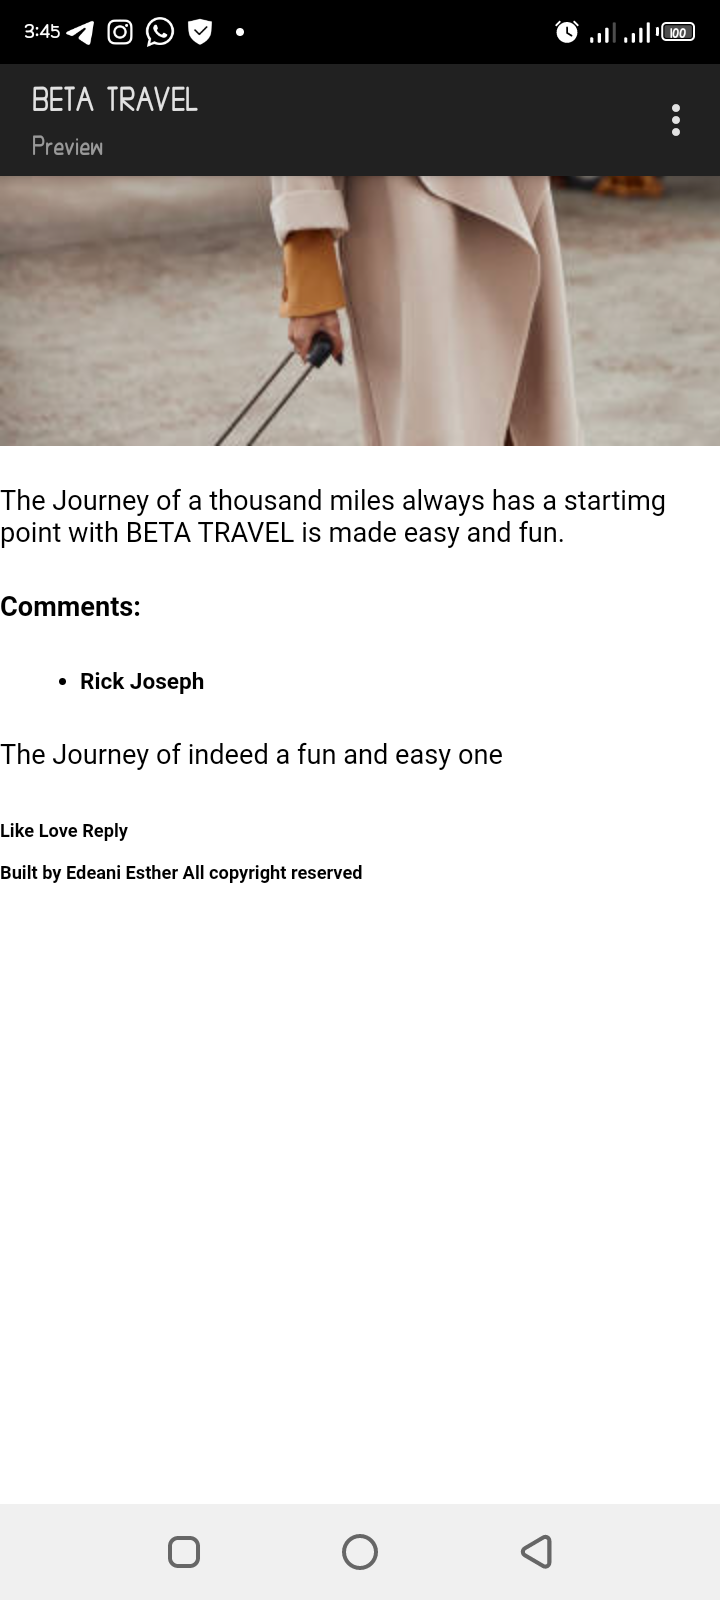 3:45
100
BETA TRAVEL
Preview
The Journey of a thousand miles always has a startimg
point with BETA TRAVEL is made easy and fun.
Comments:
• Rick Joseph
The Journey of indeed a fun and easy one
Like Love Reply
Built by Edeani Esther All copyright reserved